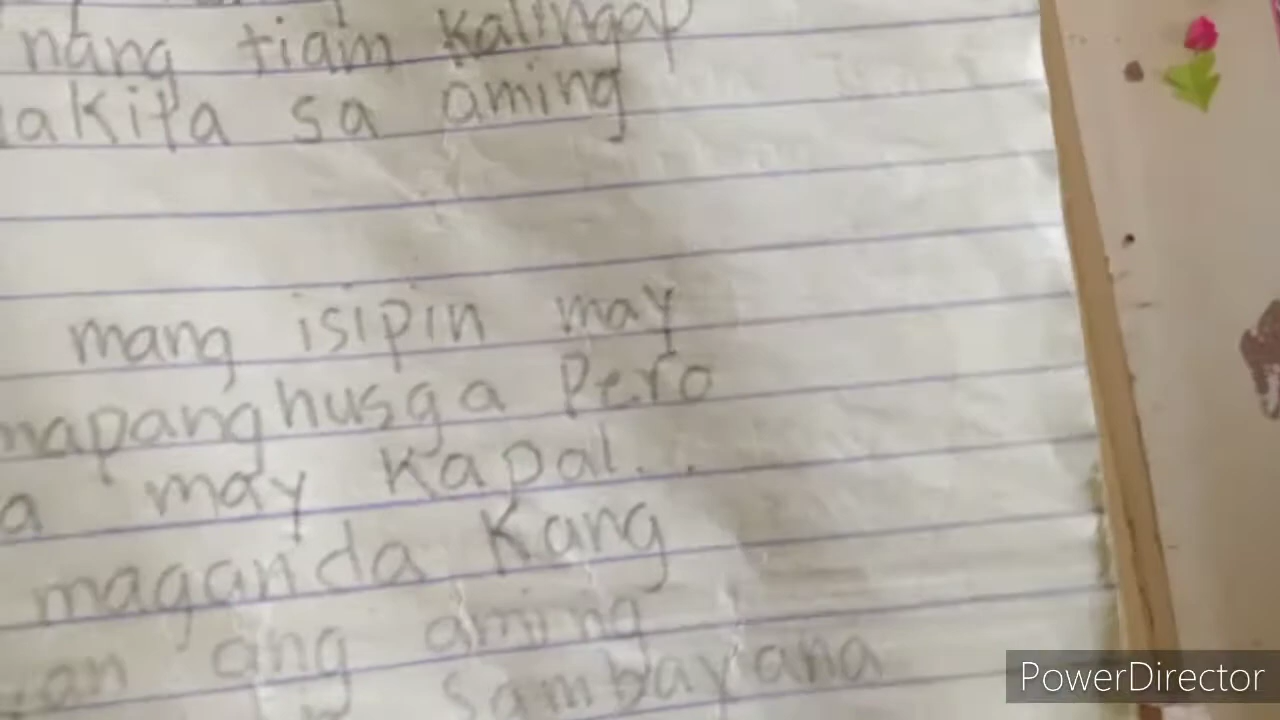 nang tiam kalingap
makita sa aming
mang isipin may
mapanghusga Pero
a may Kapal..
maganda Kang
an ang aming
Sambayana
PowerDirector